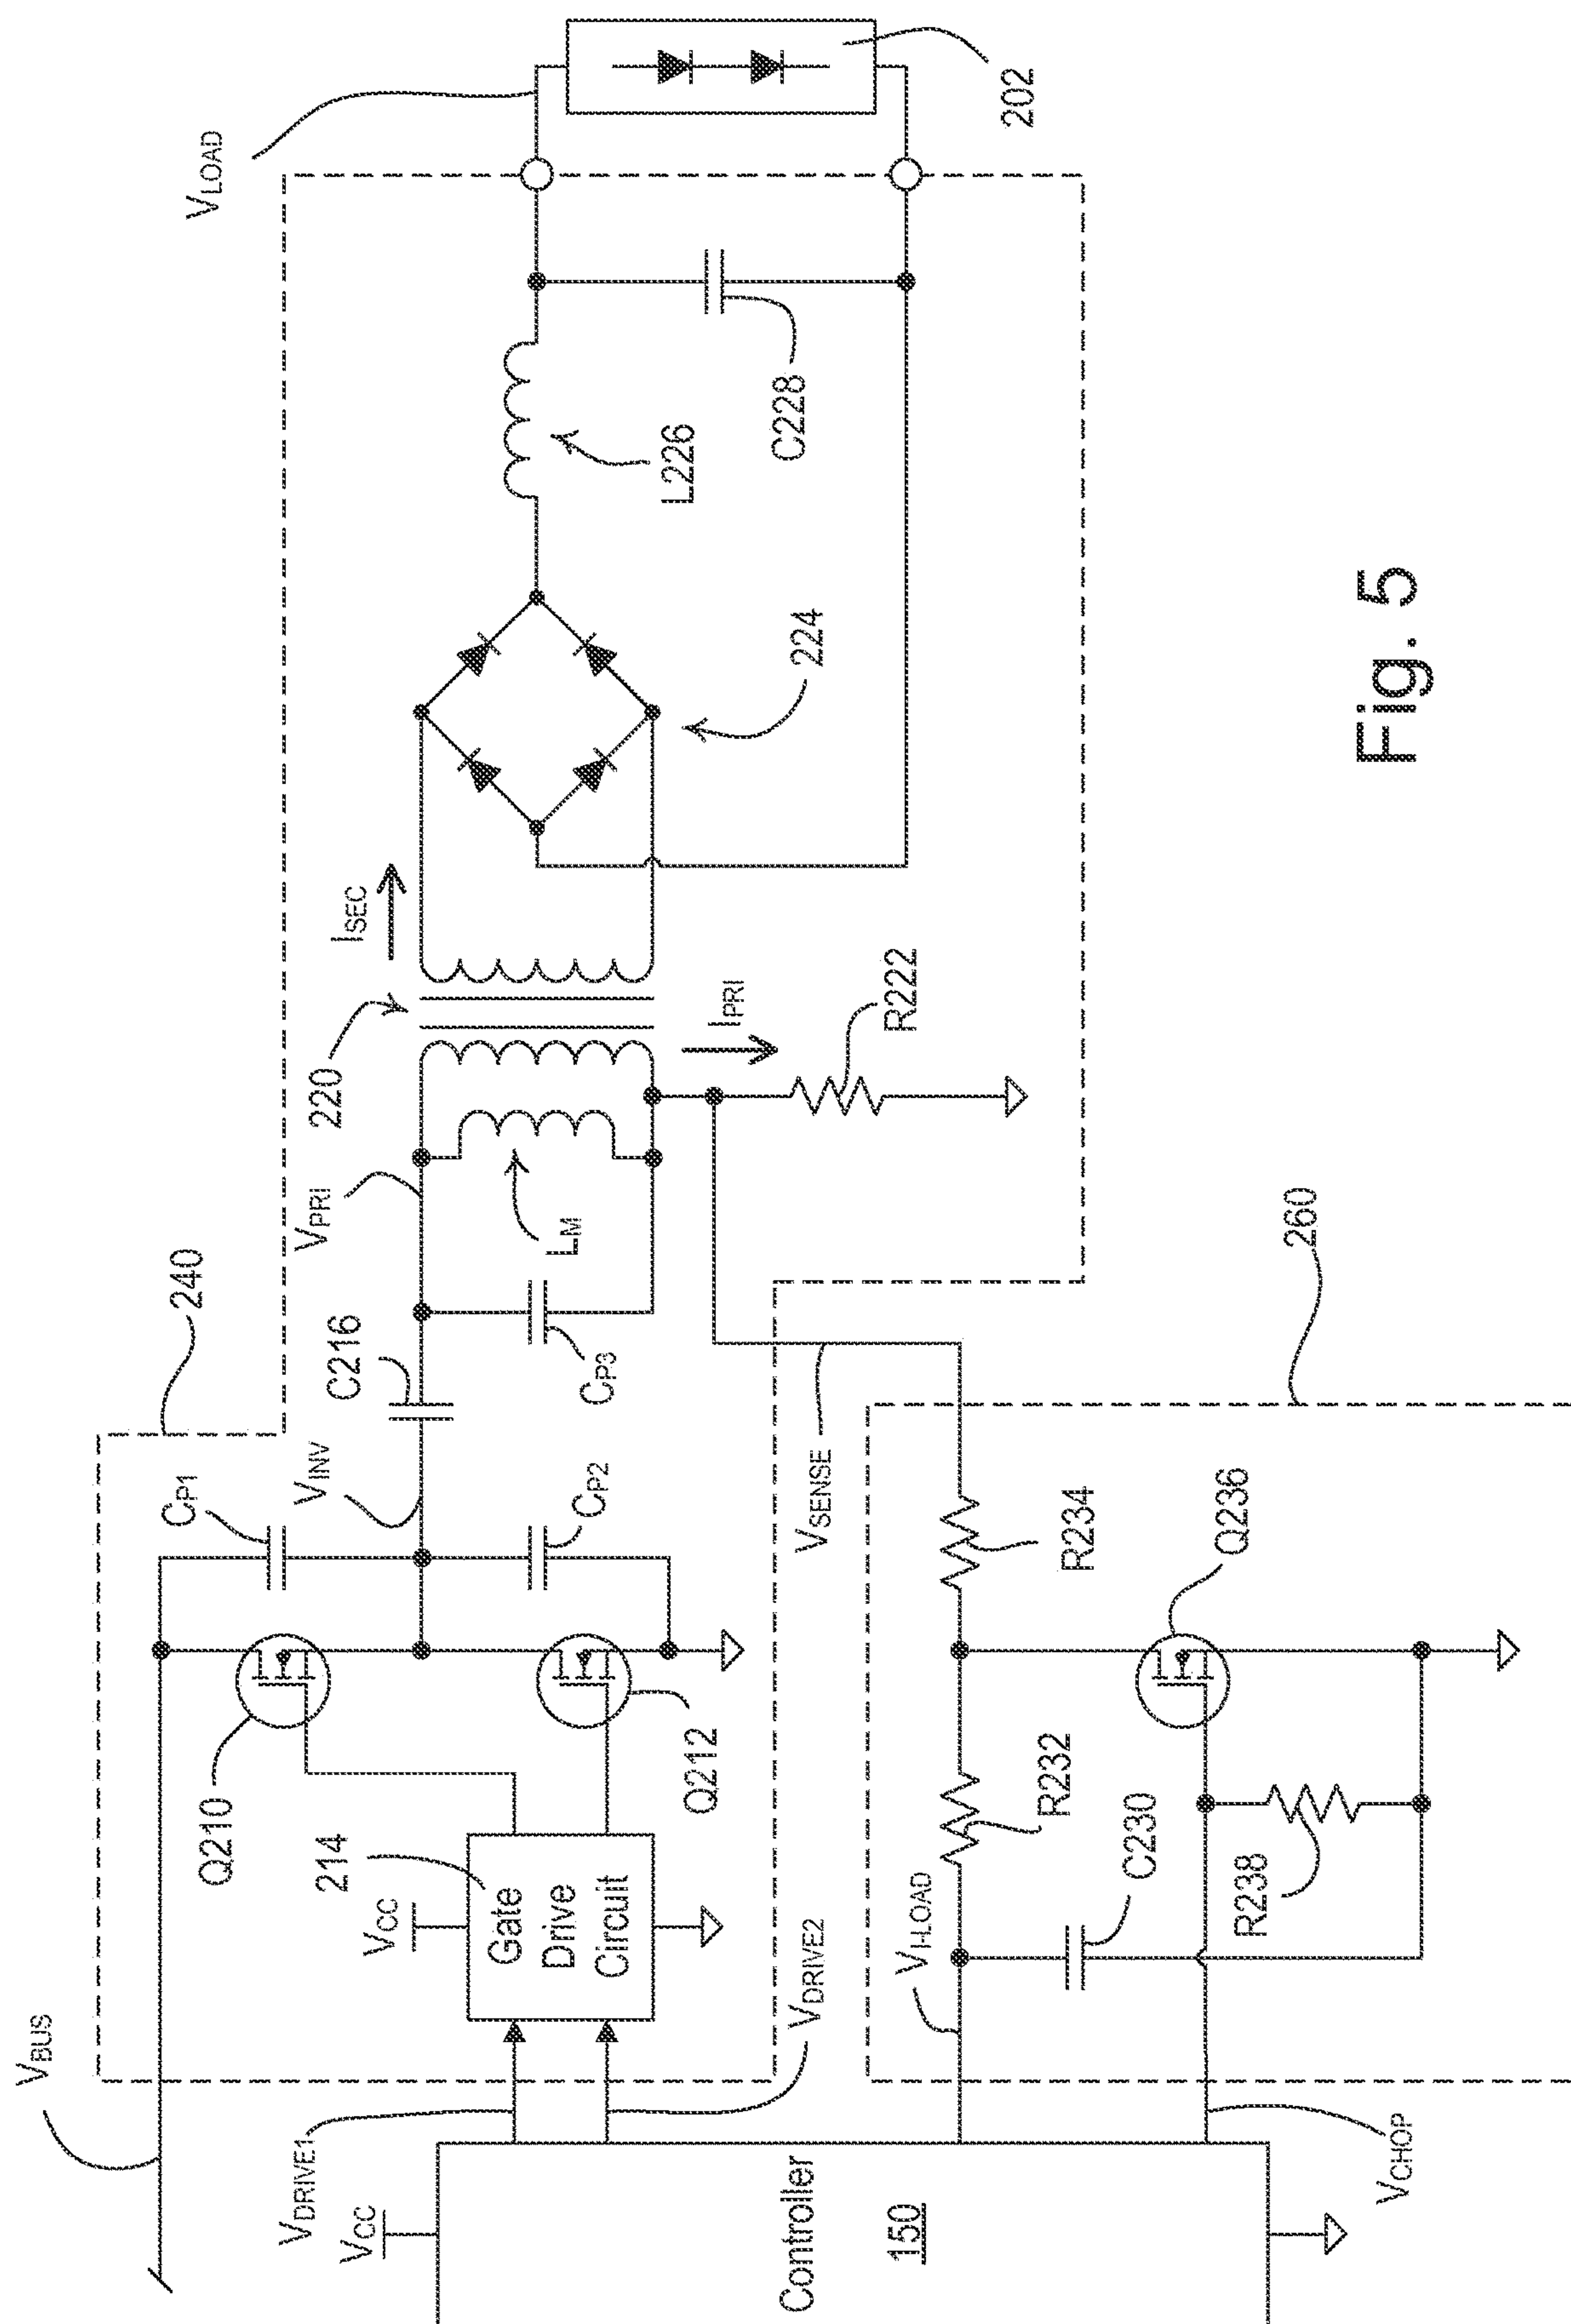 VBUS
240
CP1
Q210
VINV
C216
VPRI
220
ISEC
VLOAD
VCC
214
Gate
Drive
Circuit
Q212
CP2
CP3
LM
IPRI
R222
224
L226
C228
202
VDRIVE1
VDRIVE2
VCC
VSENSE
260
Controller
150
VI-LOAD
R232
R234
C230
Q236
R238
VCHOP
Fig. 5